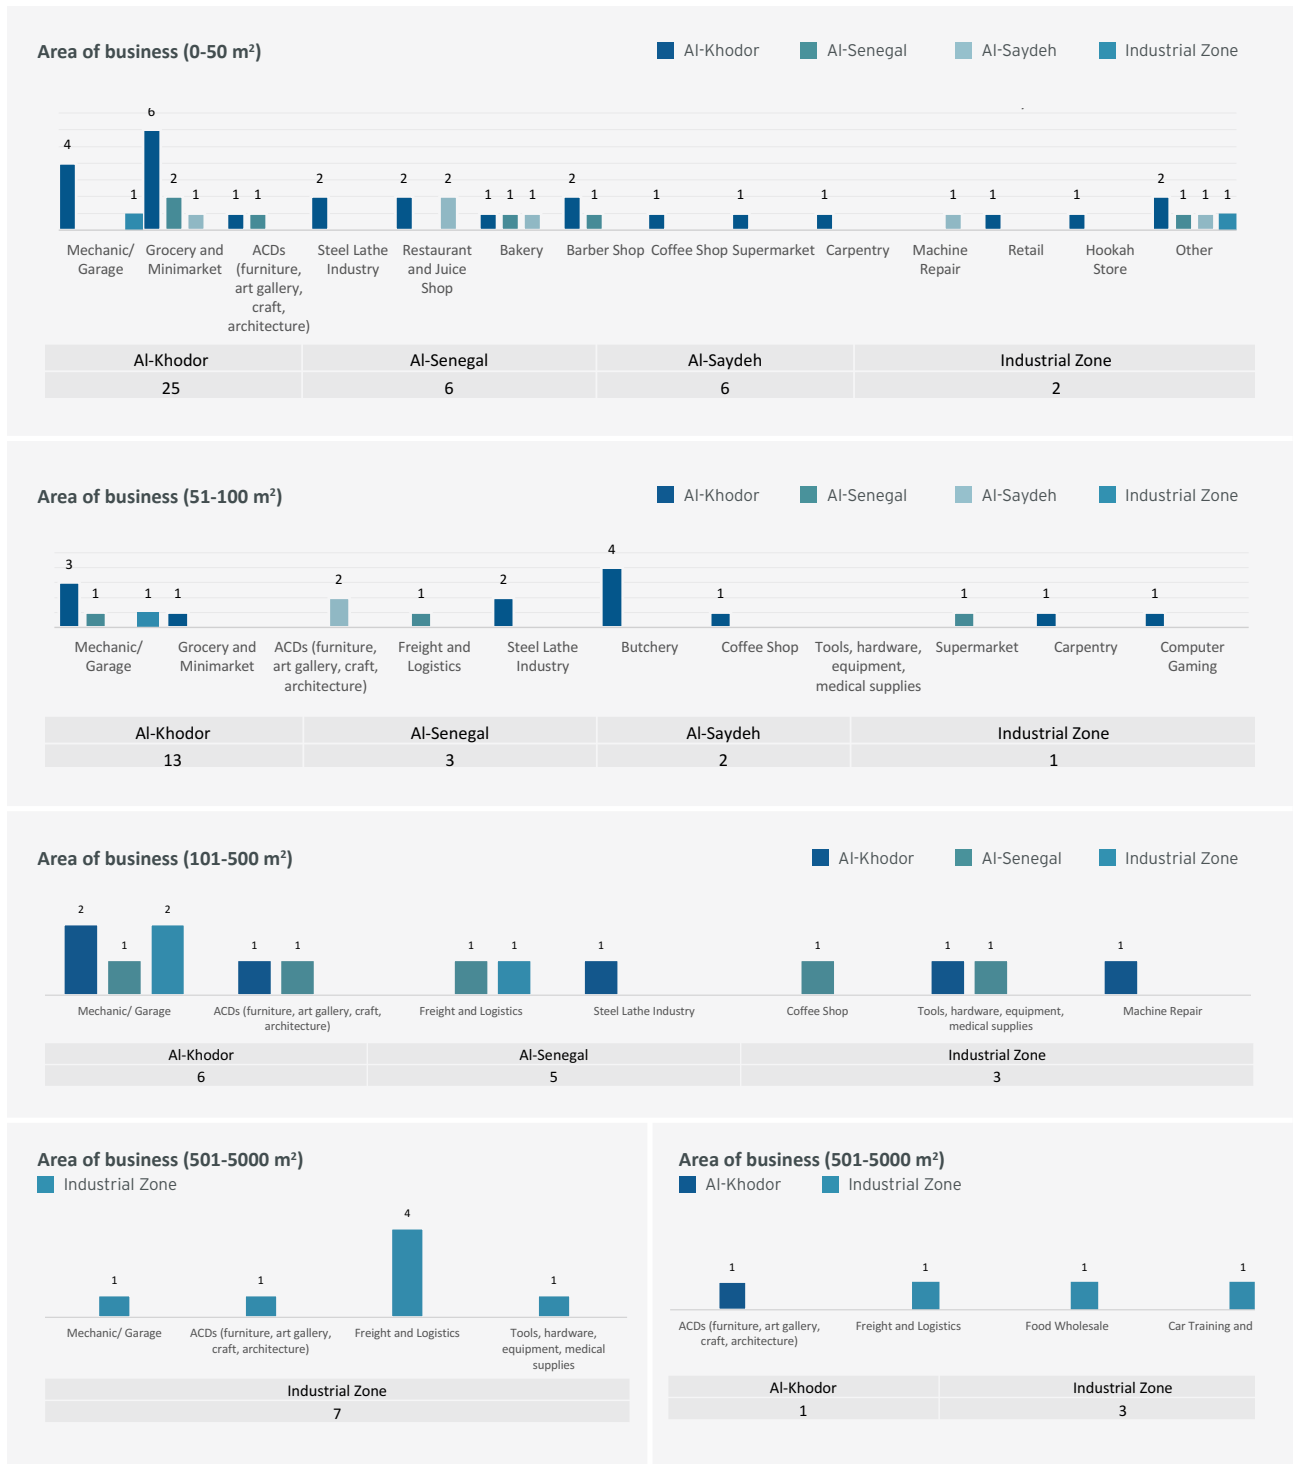 Area of business (0-50 m²)
Al-Khodor Al-Senegal Al-Saydeh Industrial Zone
4 1 6 2 1 1 1 2 2 2 1 1 1 2 1 1 1 1 1 1 1 2 1 1 1
Mechanic/ Grocery and ACDs Steel Lathe Restaurant Bakery Barber Shop Coffee Shop Supermarket Carpentry Machine Retail Hookah Other
Garage Minimarket (furniture, Industry and Juice Repair Store
art gallery, Shop
craft,
architecture)
Al-Khodor Al-Senegal Al-Saydeh Industrial Zone
25 6 6 2
Area of business (51-100 m²)
Al-Khodor Al-Senegal Al-Saydeh Industrial Zone
3 1 1 1 2 1 2 4 1 1 1 1
Mechanic/ Grocery and ACDs (furniture, Freight and Steel Lathe Butchery Coffee Shop Tools, hardware, Supermarket Carpentry Computer
Garage Minimarket art gallery, craft, Logistics Industry equipment, Gaming
architecture) medical supplies
Al-Khodor Al-Senegal Al-Saydeh Industrial Zone
13 3 2 1
Area of business (101-500 m²)
Al-Khodor Al-Senegal Industrial Zone
2 1 2 1 1 1 1 1 1 1 1 1
Mechanic/ Garage ACDs (furniture, art gallery, craft, Freight and Logistics Steel Lathe Industry Coffee Shop Tools, hardware, equipment, Machine Repair
architecture) medical supplies
Al-Khodor Al-Senegal Industrial Zone
6 5 3
Area of business (501-5000 m²)
Industrial Zone
1 1 4 1
Mechanic/ Garage ACDs (furniture, art gallery, Freight and Logistics Tools, hardware,
craft, architecture) equipment, medical
supplies
Industrial Zone
7
Area of business (501-5000 m²)
Al-Khodor Industrial Zone
1 1 1 1
ACDs (furniture, art gallery, Freight and Logistics Food Wholesale Car Training and
craft, architecture)
Al-Khodor Industrial Zone
1 3